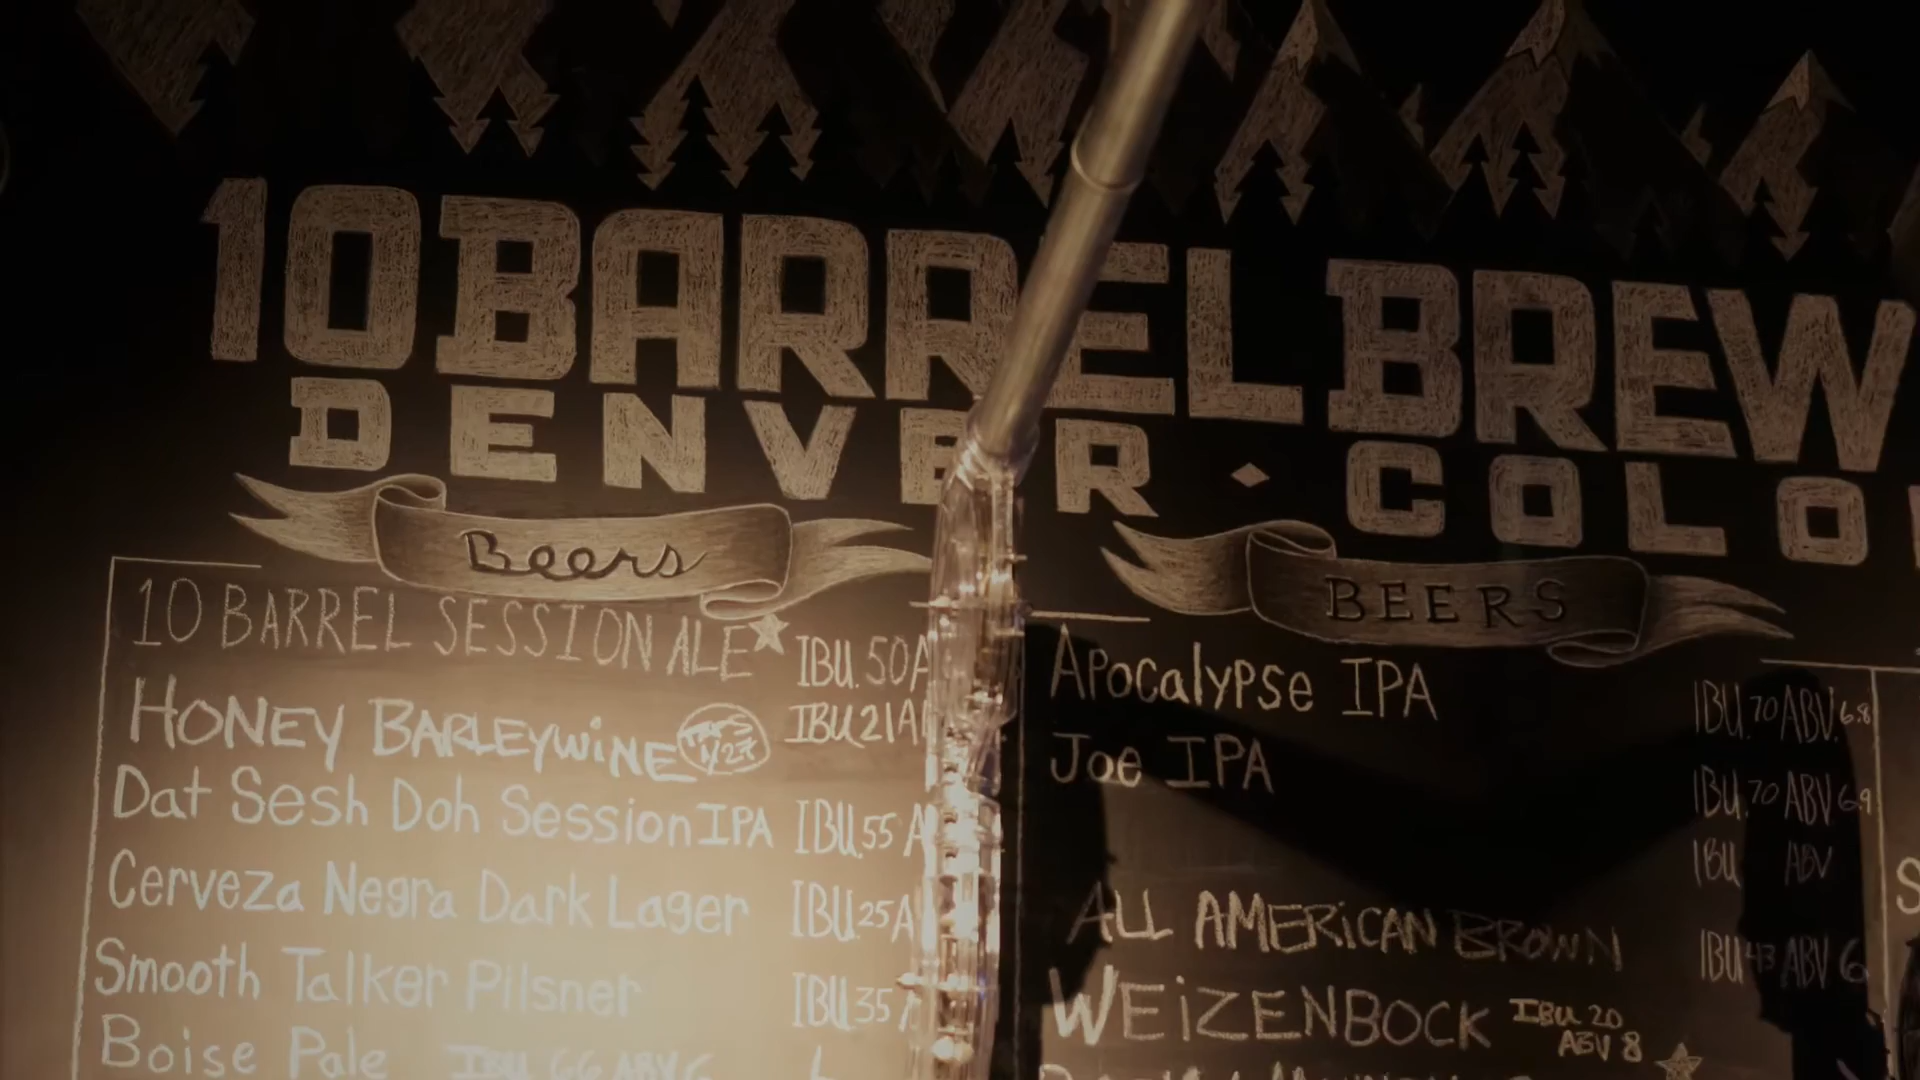 10 BARREL BREW
DENVER · COLO
Beers
10 BARREL SESSION ALE IBU. 50 A
HONEY BARLEYWINE IBU 21 A
Dat Sesh Doh Session IPA IBU. 55 A
Cerveza Negra Dark Lager IBU. 25 A
Smooth Talker Pilsner IBU. 35
Boise Pale IBU 66 ABV 6
BEERS
Apocalypse IPA IBU. 70 ABV. 6.8
Joe IPA IBU. 70 ABV 6.9
IBU ABV
ALL AMERICAN BROWN IBU 43 ABV 6
WEIZENBOCK IBU 20
ABV 8